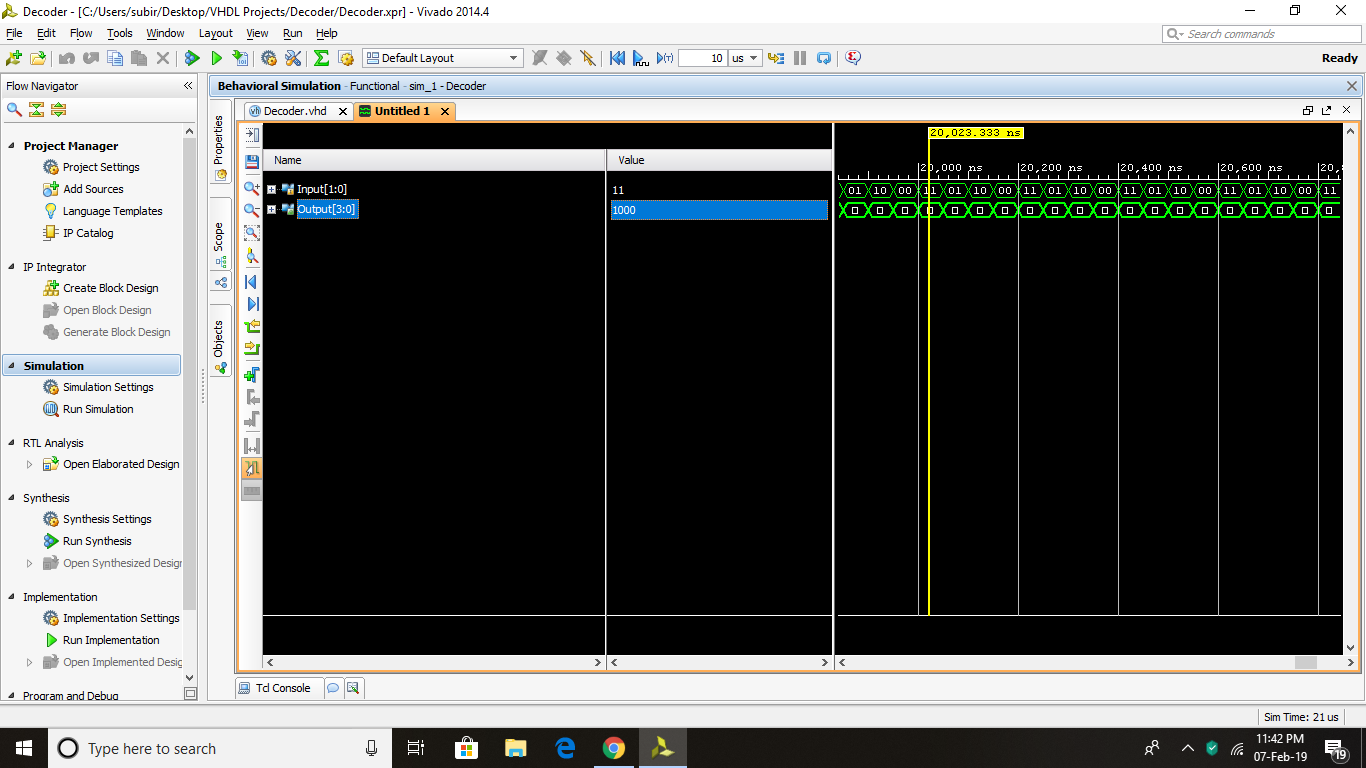 Decoder - [C:/Users/subir/Desktop/VHDL Projects/Decoder/Decoder.xpr] - Vivado 2014.4
File Edit Flow Tools Window Layout View Run Help
Search commands
Default Layout
10
us
Ready
Flow Navigator
Project Manager
Project Settings
Add Sources
Language Templates
IP Catalog
IP Integrator
Create Block Design
Open Block Design
Generate Block Design
Simulation
Simulation Settings
Run Simulation
RTL Analysis
Open Elaborated Design
Synthesis
Synthesis Settings
Run Synthesis
Open Synthesized Design
Implementation
Implementation Settings
Run Implementation
Open Implemented Desig
Program and Debug
Behavioral Simulation - Functional - sim_1 - Decoder
Properties
Scope
Objects
Decoder.vhd
Untitled 1
Name Value
Input[1:0] 11
Output[3:0] 1000
20,023.333 ns
20,000 ns 20,200 ns 20,400 ns 20,600 ns 20,8
01 10 00 11 01 10 00 11 01 10 00 11 01 10 00 11 01 10 00 11
Tcl Console
Sim Time: 21 us
Type here to search
11:42 PM
07-Feb-19
19